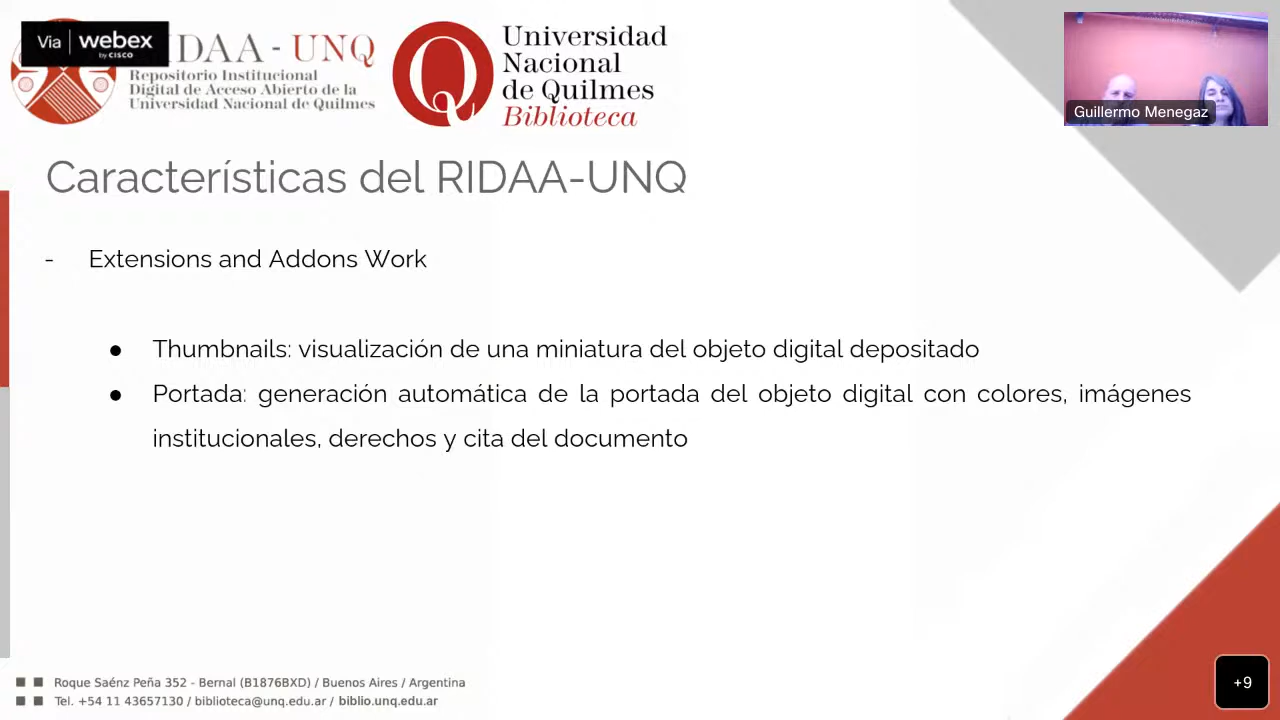 Via webex
by CISCO
IDAA - UNQ
Repositorio Institucional
Digital de Acceso Abierto de la
Universidad Nacional de Quilmes
Universidad
Nacional
de Quilmes
Biblioteca
Guillermo Menegaz
Características del RIDAA-UNQ
- Extensions and Addons Work
● Thumbnails: visualización de una miniatura del objeto digital depositado
● Portada: generación automática de la portada del objeto digital con colores, imágenes
institucionales, derechos y cita del documento
Roque Saénz Peña 352 - Bernal (B1876BXD) / Buenos Aires / Argentina
Tel. +54 11 43657130 / biblioteca@unq.edu.ar / biblio.unq.edu.ar
+9